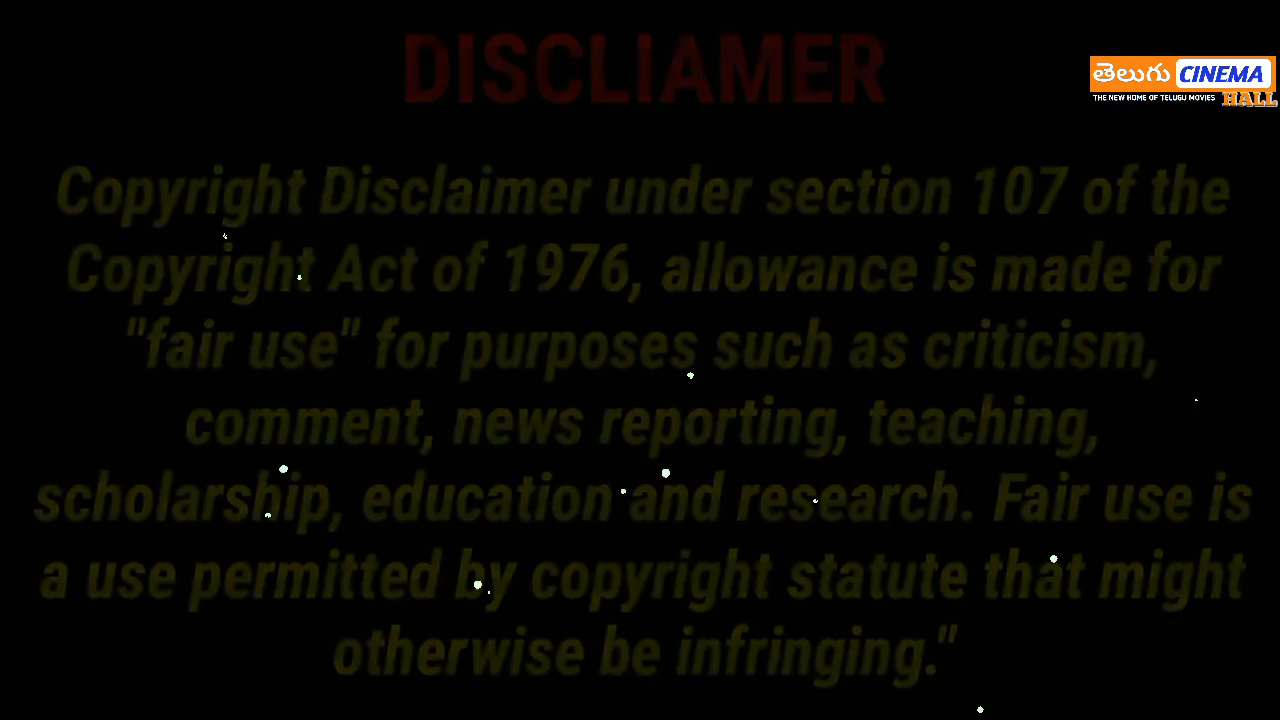 DISCLIAMER
తెలుగు CINEMA
THE NEW HOME OF TELUGU MOVIES HALL
Copyright Disclaimer under section 107 of the
Copyright Act of 1976, allowance is made for
"fair use" for purposes such as criticism,
comment, news reporting, teaching,
scholarship, education and research. Fair use is
a use permitted by copyright statute that might
otherwise be infringing."